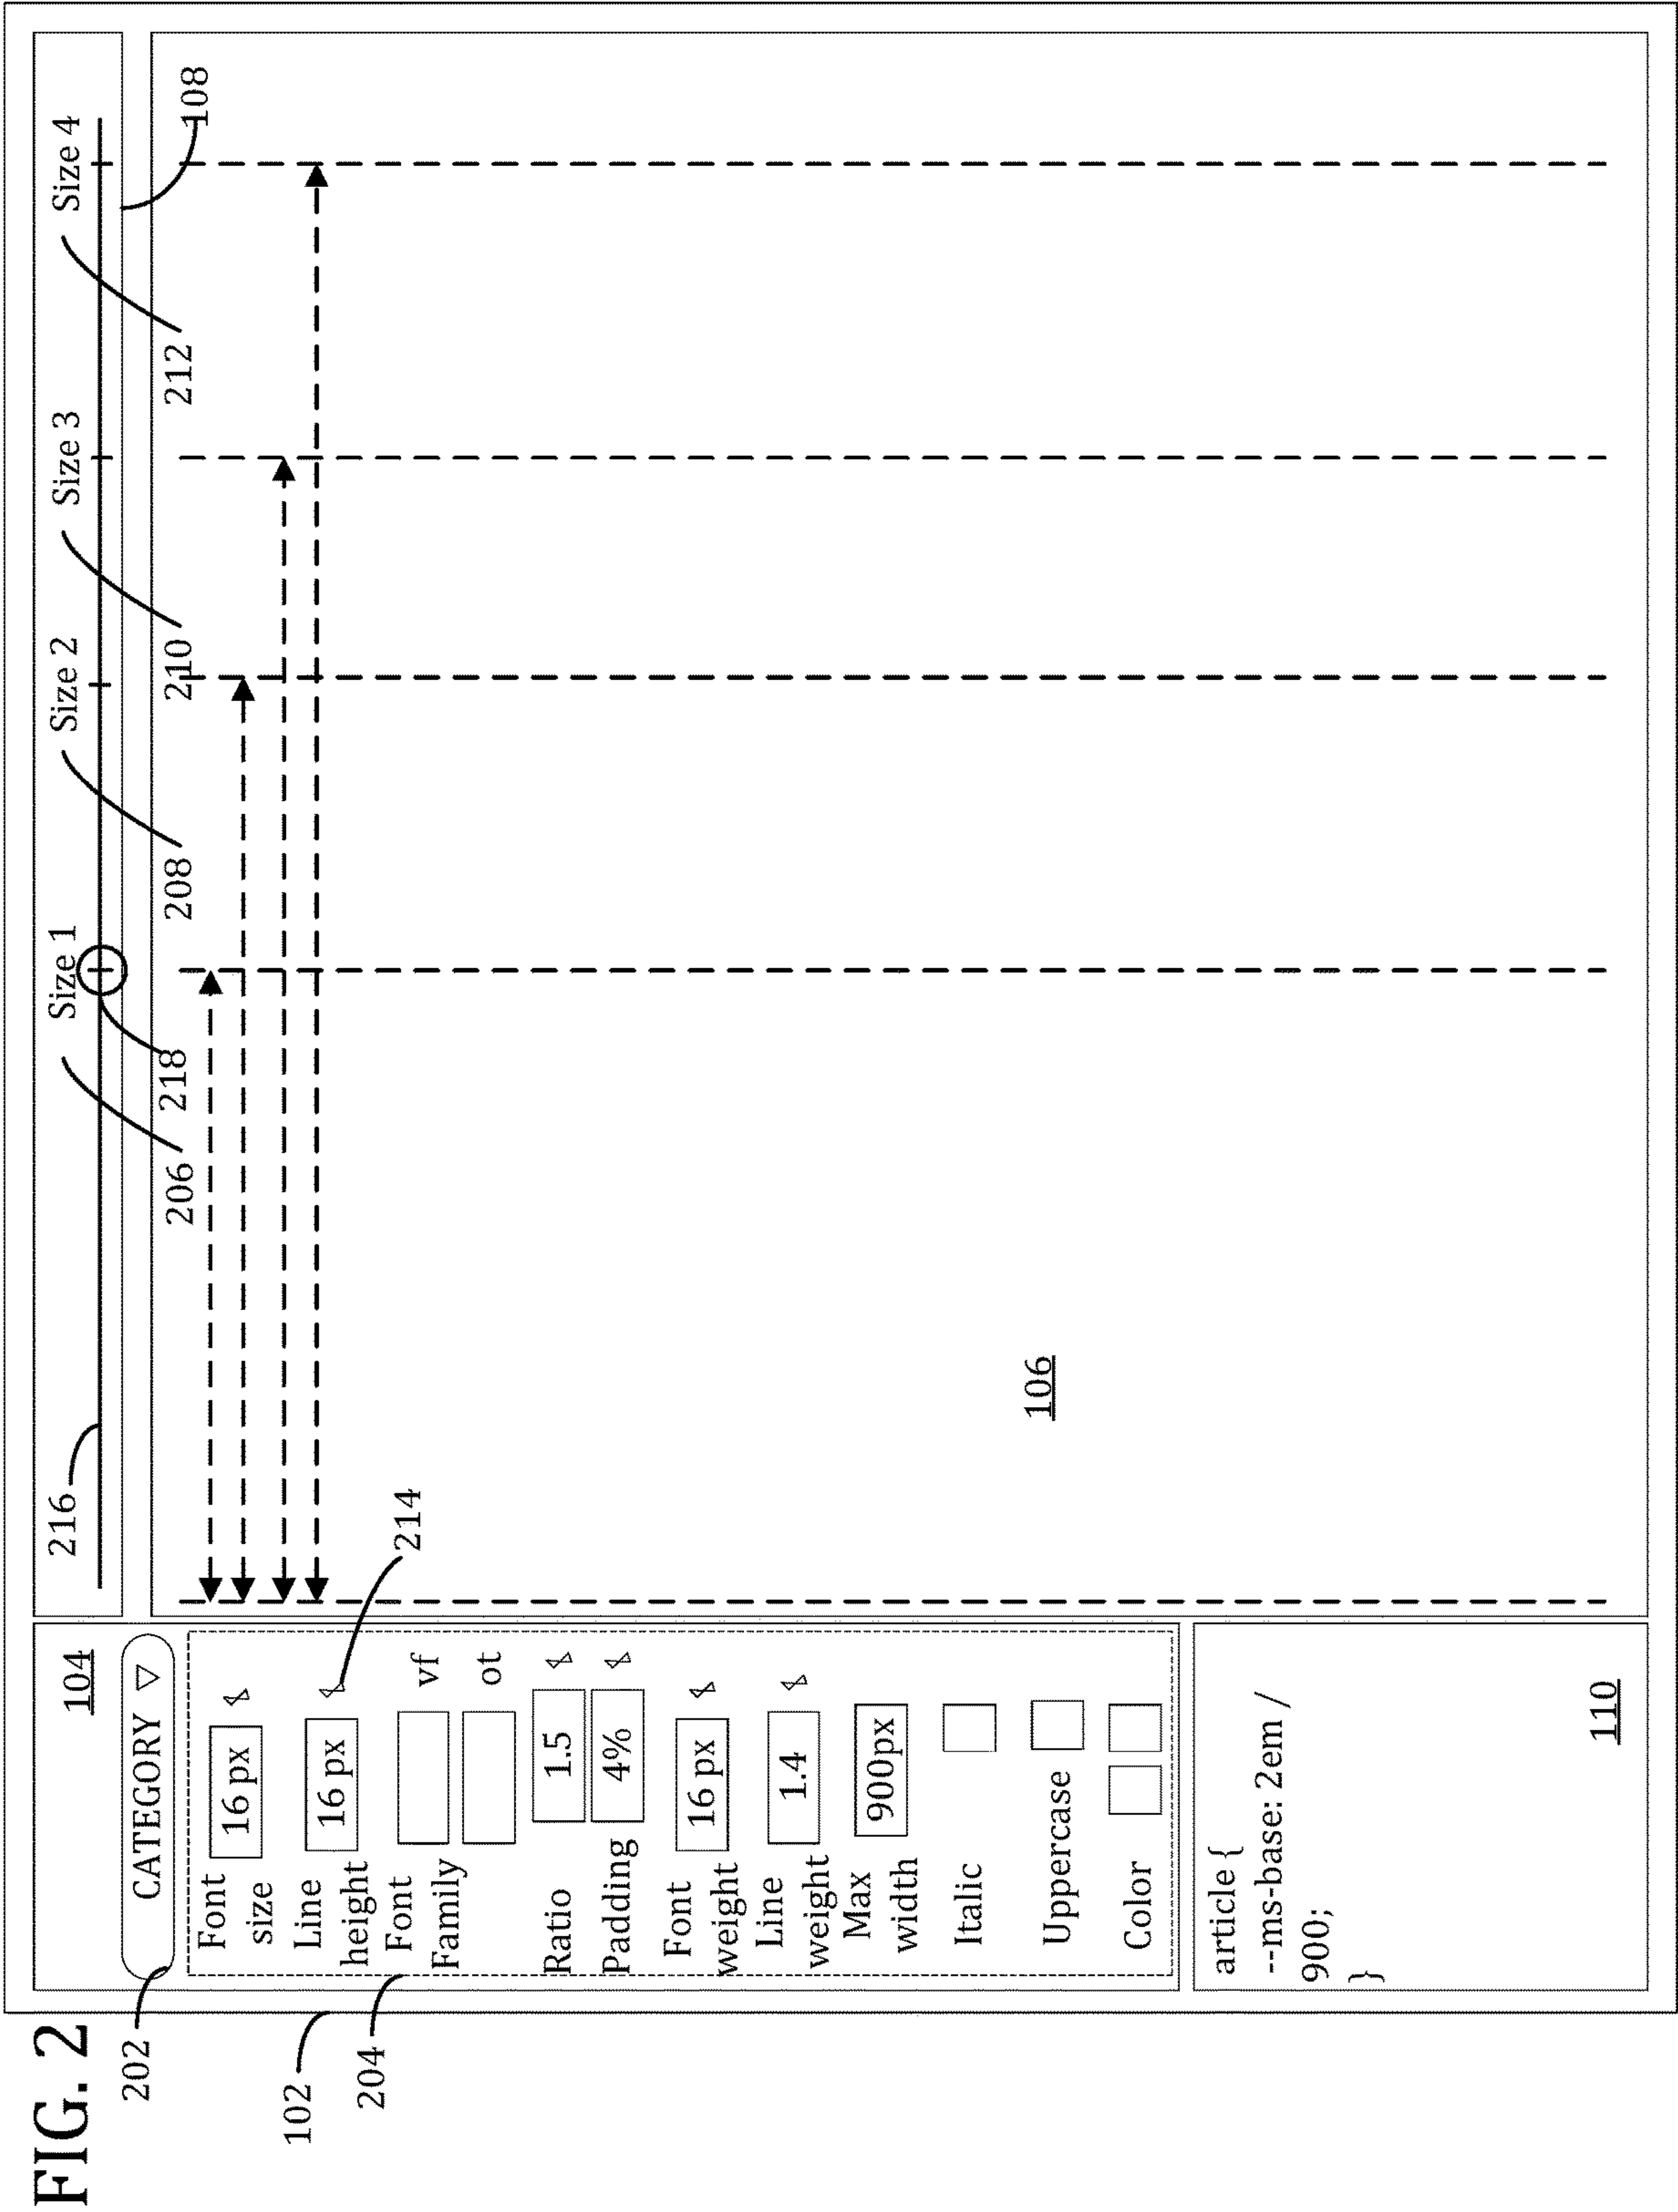 FIG. 2
202
102
204
104
CATEGORY
Font
size
16 px
Line
height
16 px
214
Font
Family
vf
ot
Ratio
1.5
Padding
4%
Font
weight
16 px
Line
weight
1.4
Max
width
900px
Italic
Uppercase
Color
article {
--ms-base: 2em /
900;
}
110
216
Size 1
Size 2
Size 3
Size 4
206
218
208
210
212
108
106